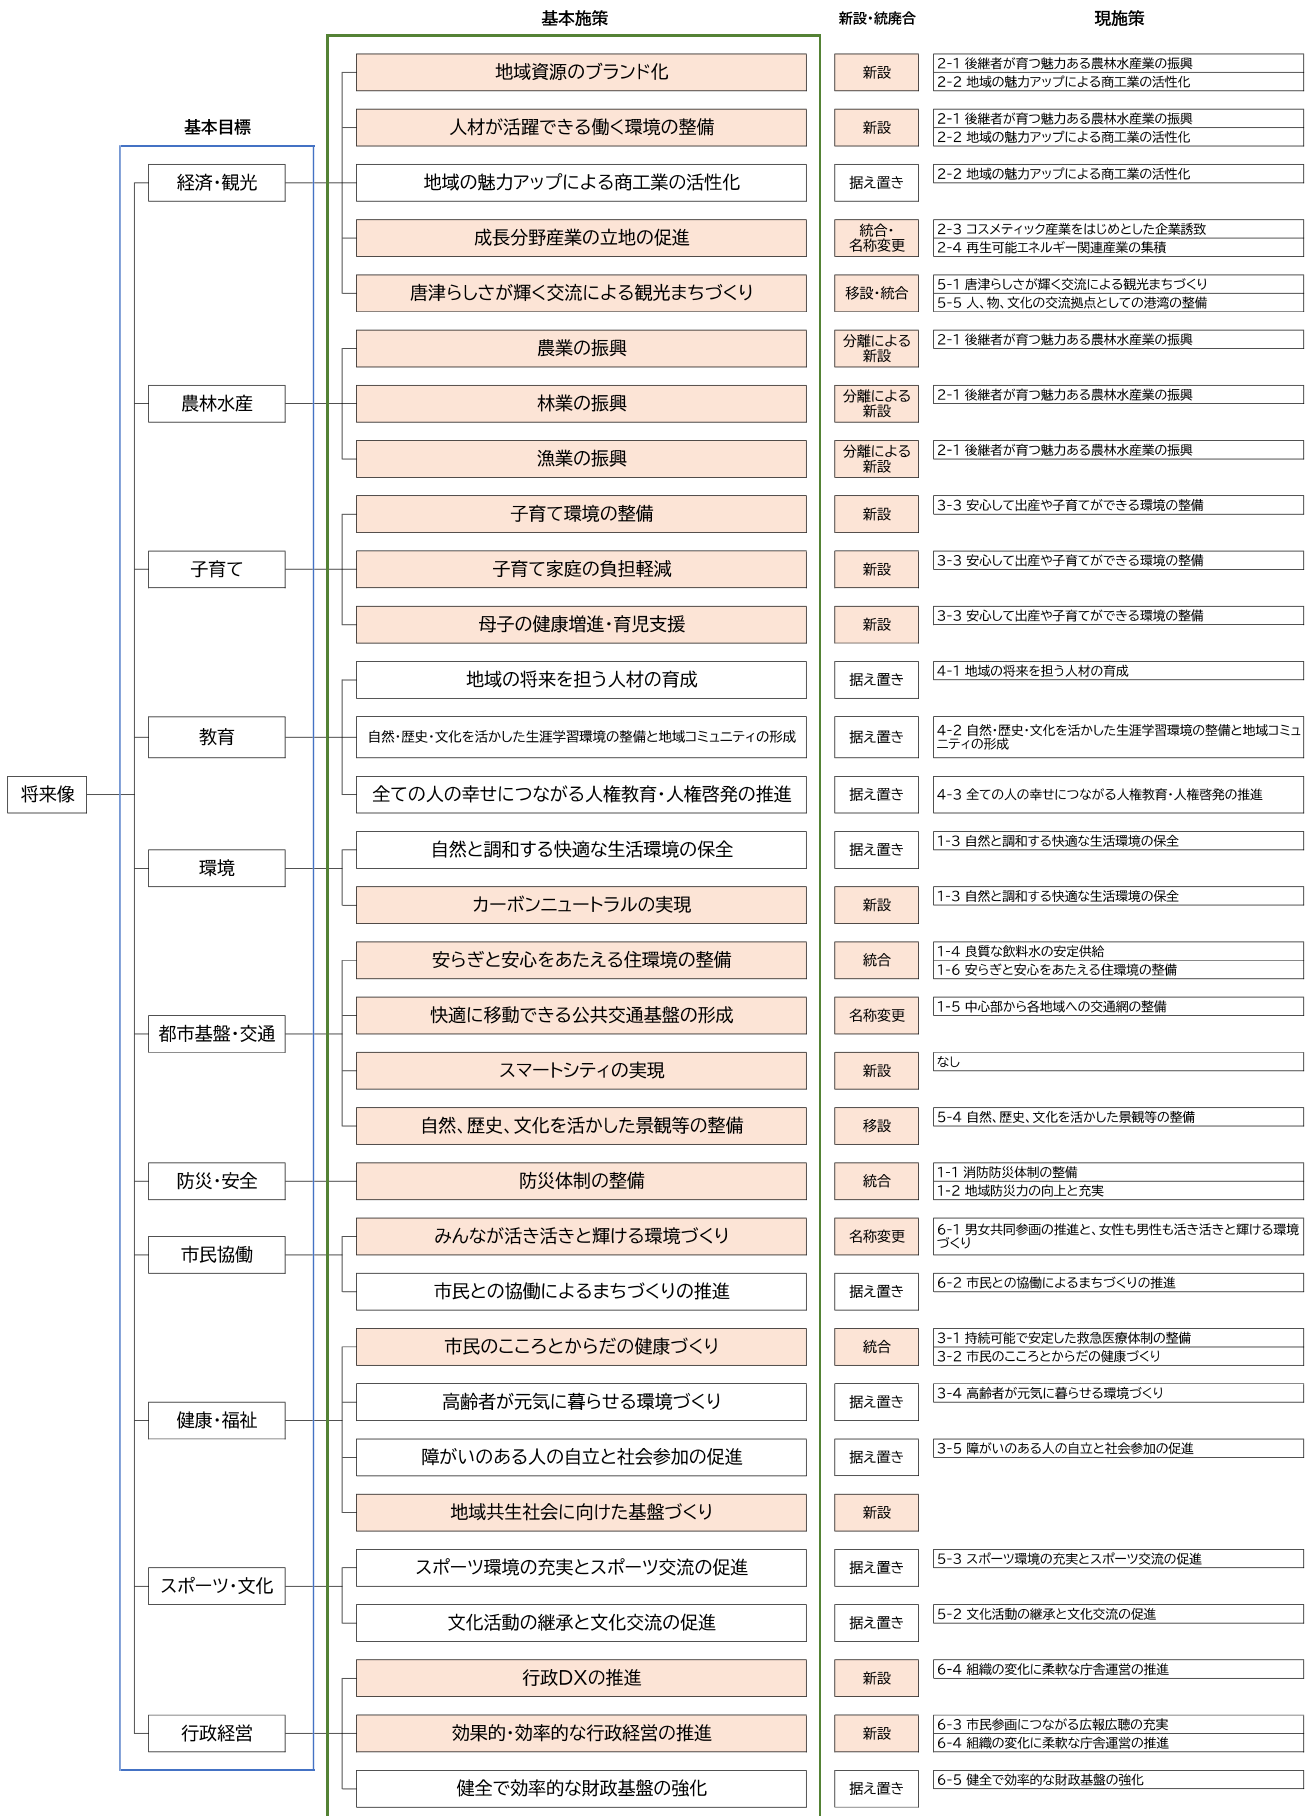 基本施策
新設・統廃合
現施策
基本目標
将来像
経済・観光
地域資源のブランド化
新設
2-1 後継者が育つ魅力ある農林水産業の振興
2-2 地域の魅力アップによる商工業の活性化
人材が活躍できる働く環境の整備
新設
2-1 後継者が育つ魅力ある農林水産業の振興
2-2 地域の魅力アップによる商工業の活性化
地域の魅力アップによる商工業の活性化
据え置き
2-2 地域の魅力アップによる商工業の活性化
成長分野産業の立地の促進
統合・
名称変更
2-3 コスメティック産業をはじめとした企業誘致
2-4 再生可能エネルギー関連産業の集積
唐津らしさが輝く交流による観光まちづくり
移設・統合
5-1 唐津らしさが輝く交流による観光まちづくり
5-5 人、物、文化の交流拠点としての港湾の整備
農林水産
農業の振興
分離による
新設
2-1 後継者が育つ魅力ある農林水産業の振興
林業の振興
分離による
新設
2-1 後継者が育つ魅力ある農林水産業の振興
漁業の振興
分離による
新設
2-1 後継者が育つ魅力ある農林水産業の振興
子育て
子育て環境の整備
新設
3-3 安心して出産や子育てができる環境の整備
子育て家庭の負担軽減
新設
3-3 安心して出産や子育てができる環境の整備
母子の健康増進・育児支援
新設
3-3 安心して出産や子育てができる環境の整備
教育
地域の将来を担う人材の育成
据え置き
4-1 地域の将来を担う人材の育成
自然・歴史・文化を活かした生涯学習環境の整備と地域コミュニティの形成
据え置き
4-2 自然・歴史・文化を活かした生涯学習環境の整備と地域コミュ
ニティの形成
全ての人の幸せにつながる人権教育・人権啓発の推進
据え置き
4-3 全ての人の幸せにつながる人権教育・人権啓発の推進
環境
自然と調和する快適な生活環境の保全
据え置き
1-3 自然と調和する快適な生活環境の保全
カーボンニュートラルの実現
新設
1-3 自然と調和する快適な生活環境の保全
都市基盤・交通
安らぎと安心をあたえる住環境の整備
統合
1-4 良質な飲料水の安定供給
1-6 安らぎと安心をあたえる住環境の整備
快適に移動できる公共交通基盤の形成
名称変更
1-5 中心部から各地域への交通網の整備
スマートシティの実現
新設
なし
自然、歴史、文化を活かした景観等の整備
移設
5-4 自然、歴史、文化を活かした景観等の整備
防災・安全
防災体制の整備
統合
1-1 消防防災体制の整備
1-2 地域防災力の向上と充実
市民協働
みんなが活き活きと輝ける環境づくり
名称変更
6-1 男女共同参画の推進と、女性も男性も活き活きと輝ける環境
づくり
市民との協働によるまちづくりの推進
据え置き
6-2 市民との協働によるまちづくりの推進
健康・福祉
市民のこころとからだの健康づくり
統合
3-1 持続可能で安定した救急医療体制の整備
3-2 市民のこころとからだの健康づくり
高齢者が元気に暮らせる環境づくり
据え置き
3-4 高齢者が元気に暮らせる環境づくり
障がいのある人の自立と社会参加の促進
据え置き
3-5 障がいのある人の自立と社会参加の促進
地域共生社会に向けた基盤づくり
新設
スポーツ・文化
スポーツ環境の充実とスポーツ交流の促進
据え置き
5-3 スポーツ環境の充実とスポーツ交流の促進
文化活動の継承と文化交流の促進
据え置き
5-2 文化活動の継承と文化交流の促進
行政経営
行政DXの推進
新設
6-4 組織の変化に柔軟な庁舎運営の推進
効果的・効率的な行政経営の推進
新設
6-3 市民参画につながる広報広聴の充実
6-4 組織の変化に柔軟な庁舎運営の推進
健全で効率的な財政基盤の強化
据え置き
6-5 健全で効率的な財政基盤の強化